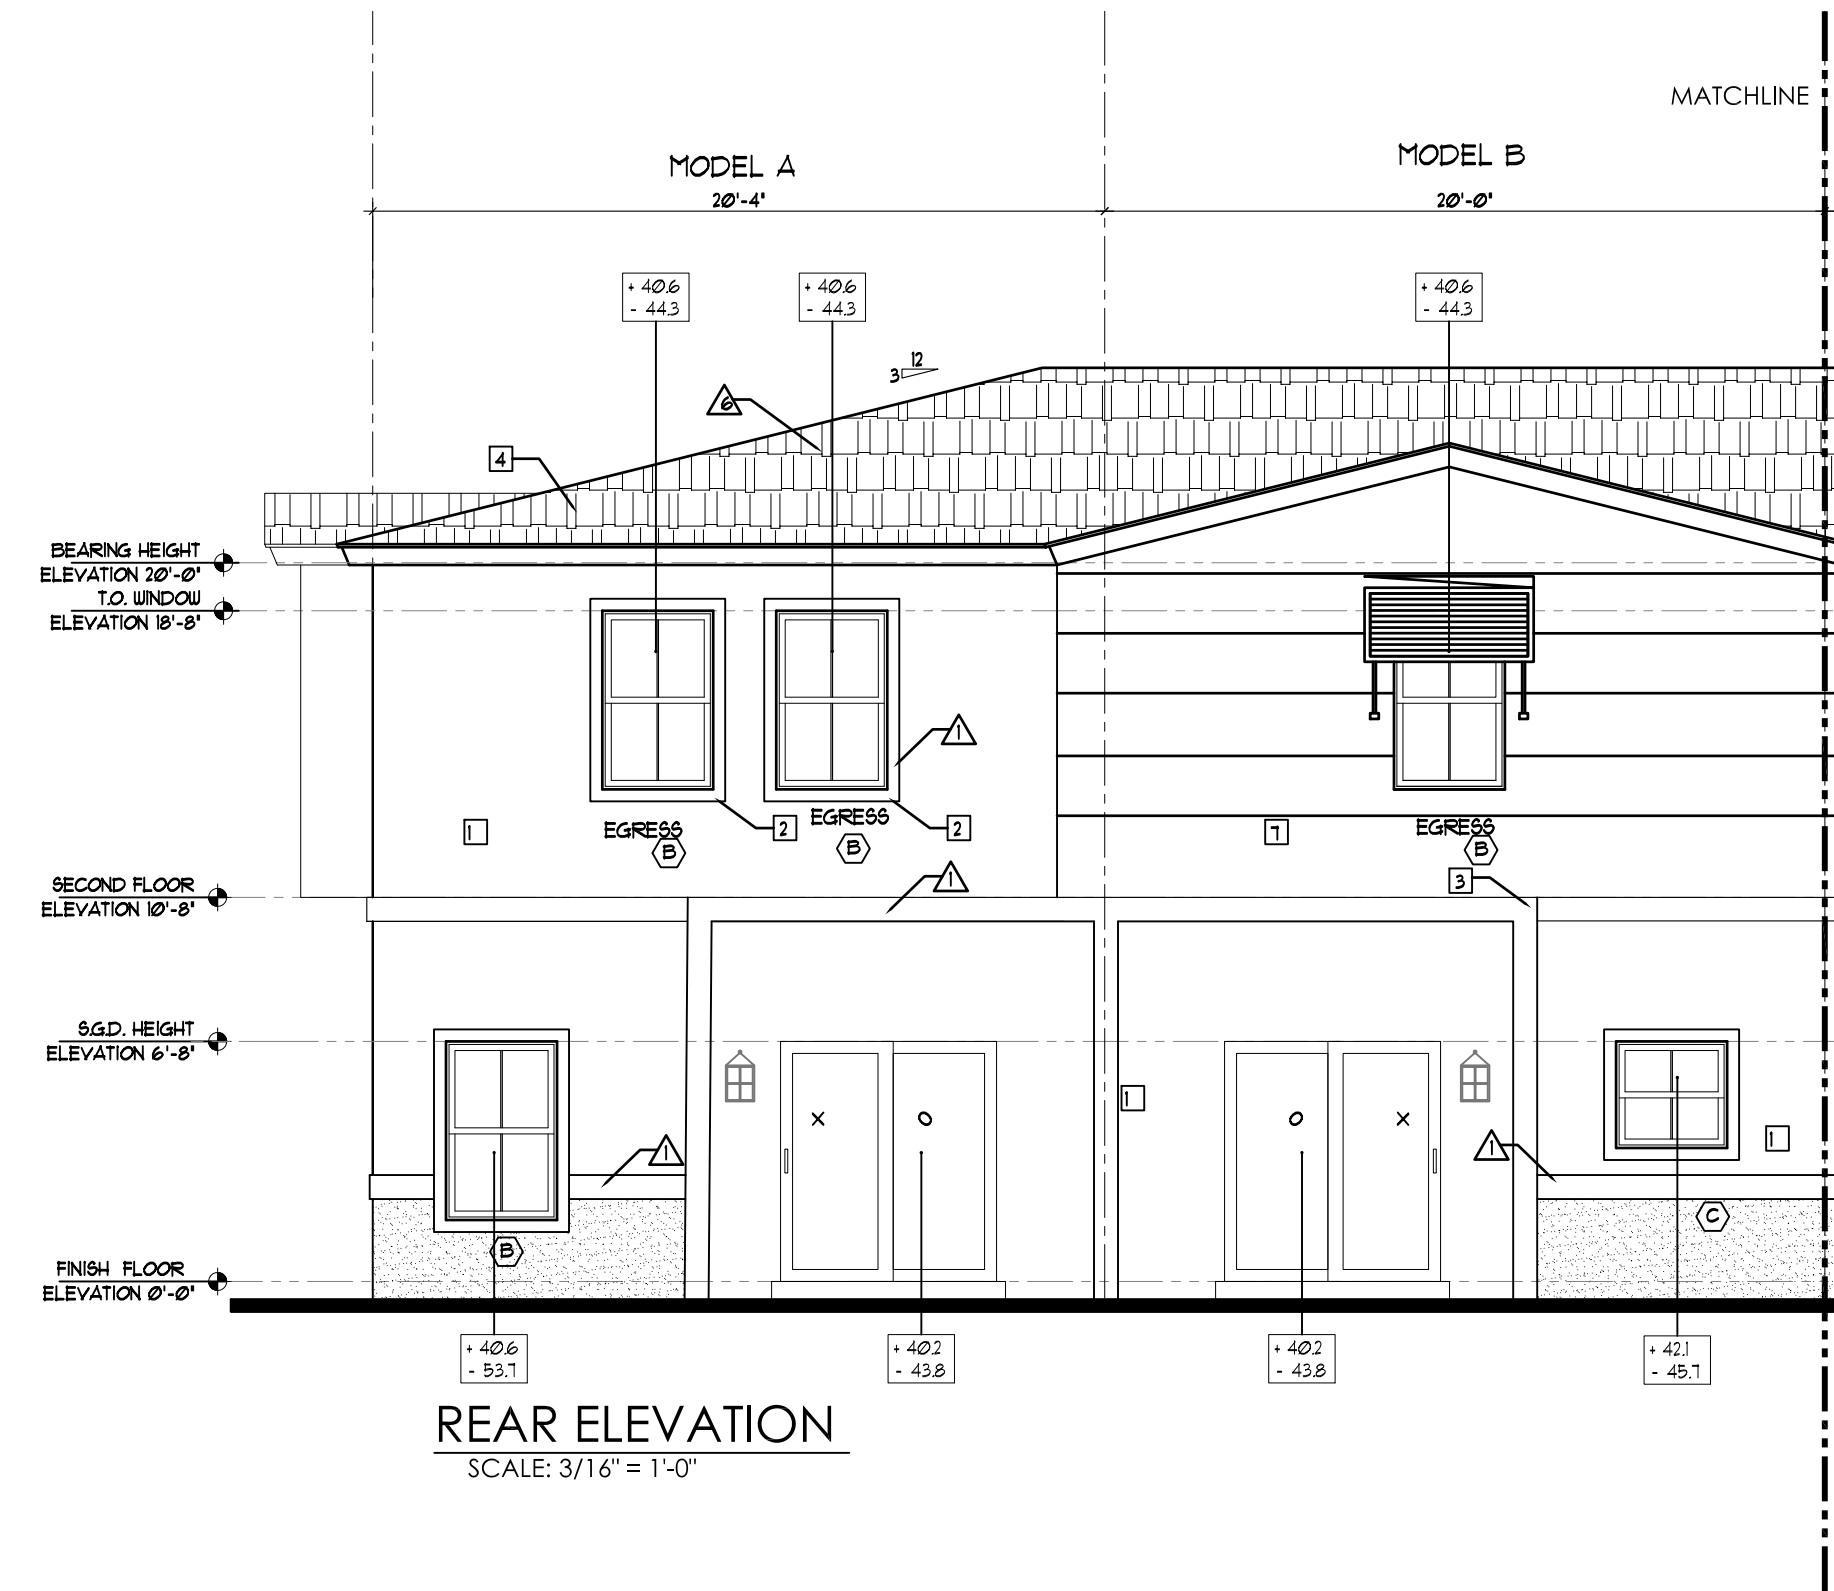 MATCHLINE
MODEL A
MODEL B
20'-4"
20'-0"
+ 40.6
- 44.3
+ 40.6
- 44.3
+ 40.6
- 44.3
12
3
6
4
BEARING HEIGHT
ELEVATION 20'-0"
T.O. WINDOW
ELEVATION 18'-8"
1
1
EGRESS
B
2
EGRESS
B
2
7
EGRESS
B
1
3
SECOND FLOOR
ELEVATION 10'-8"
S.G.D. HEIGHT
ELEVATION 6'-8"
X
O
1
O
X
1
1
1
B
C
FINISH FLOOR
ELEVATION 0'-0"
+ 40.6
- 53.7
+ 40.2
- 43.8
+ 40.2
- 43.8
+ 42.1
- 45.7
REAR ELEVATION
SCALE: 3/16" = 1'-0"